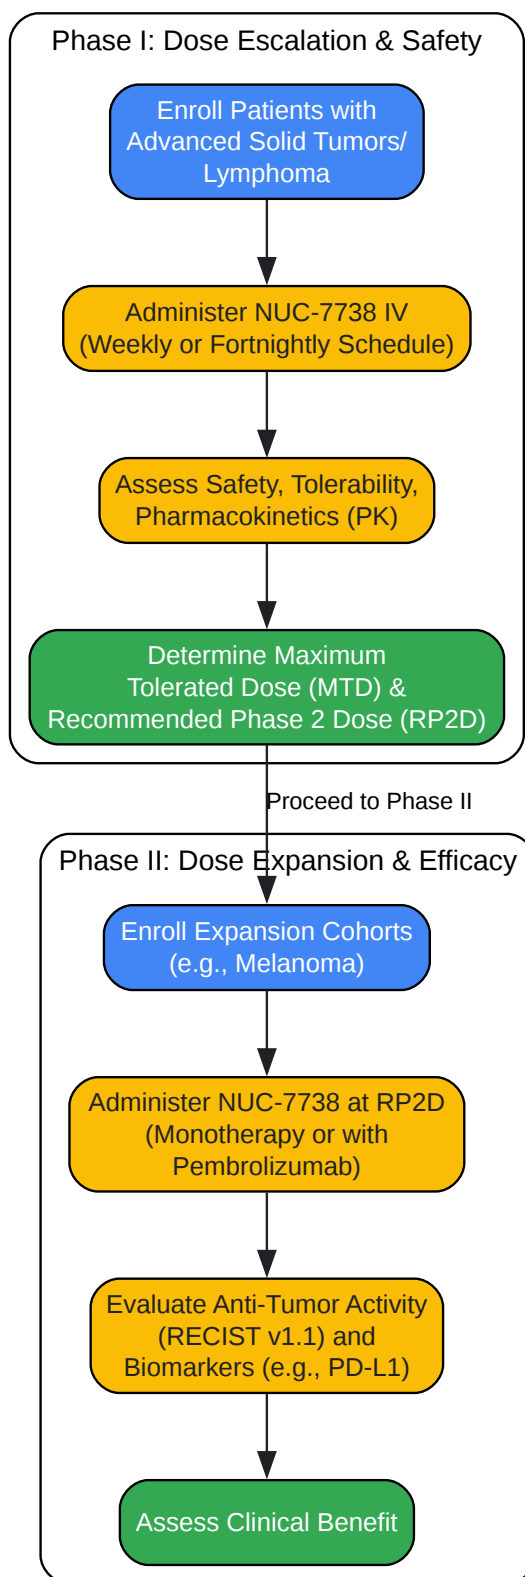 Phase I: Dose Escalation & Safety
Enroll Patients with
Advanced Solid Tumors/
Lymphoma
Administer NUC-7738 IV
(Weekly or Fortnightly Schedule)
Assess Safety, Tolerability,
Pharmacokinetics (PK)
Determine Maximum
Tolerated Dose (MTD) &
Recommended Phase 2 Dose (RP2D)
Proceed to Phase II
Phase II: Dose Expansion & Efficacy
Enroll Expansion Cohorts
(e.g., Melanoma)
Administer NUC-7738 at RP2D
(Monotherapy or with
Pembrolizumab)
Evaluate Anti-Tumor Activity
(RECIST v1.1) and
Biomarkers (e.g., PD-L1)
Assess Clinical Benefit